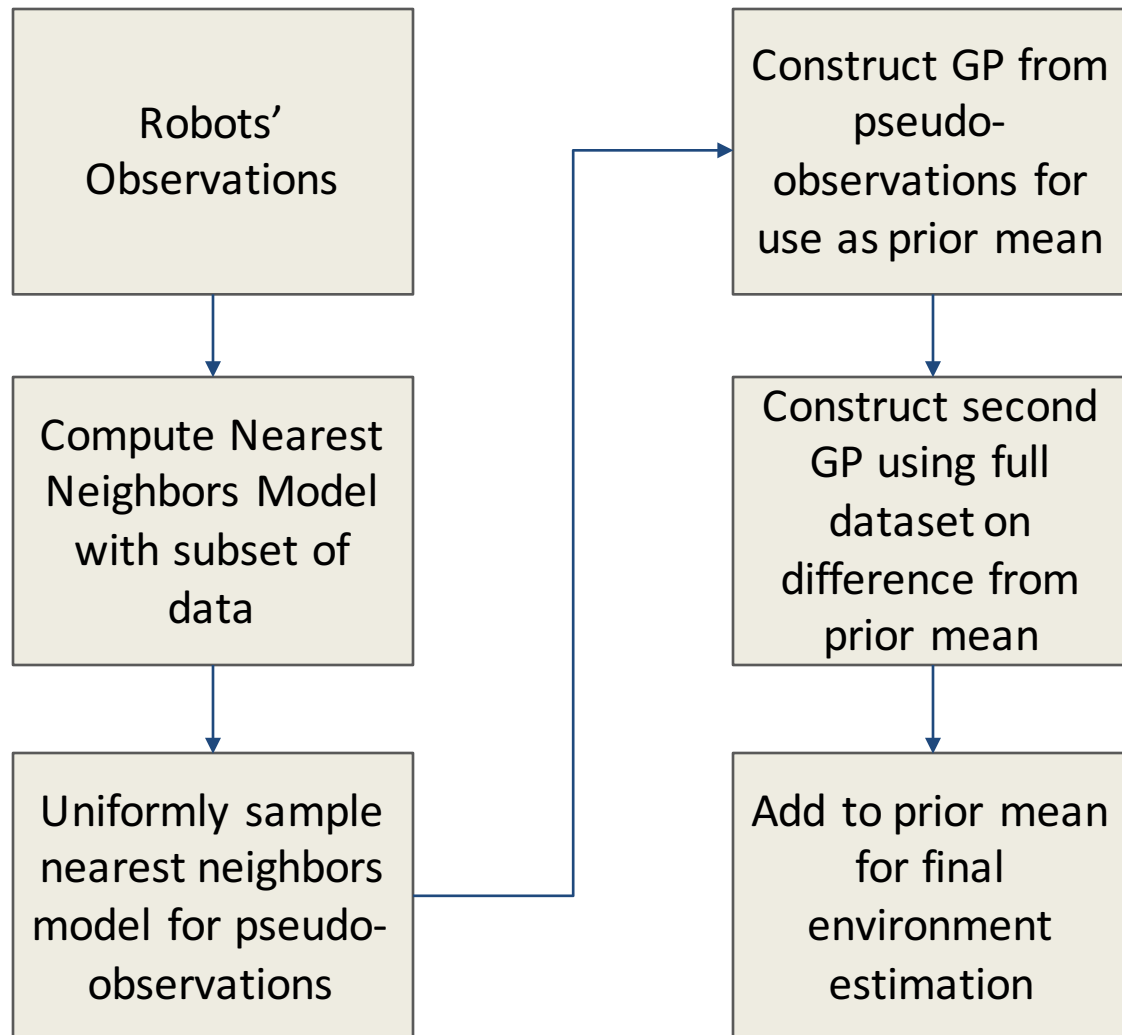 Robots’
Observations
Compute Nearest
Neighbors Model
with subset of
data
Uniformly sample
nearest neighbors
model for pseudo-
observations
Construct GP from
pseudo-
observations for
use as prior mean
Construct second
GP using full
dataset on
difference from
prior mean
Add to prior mean
for final
environment
estimation